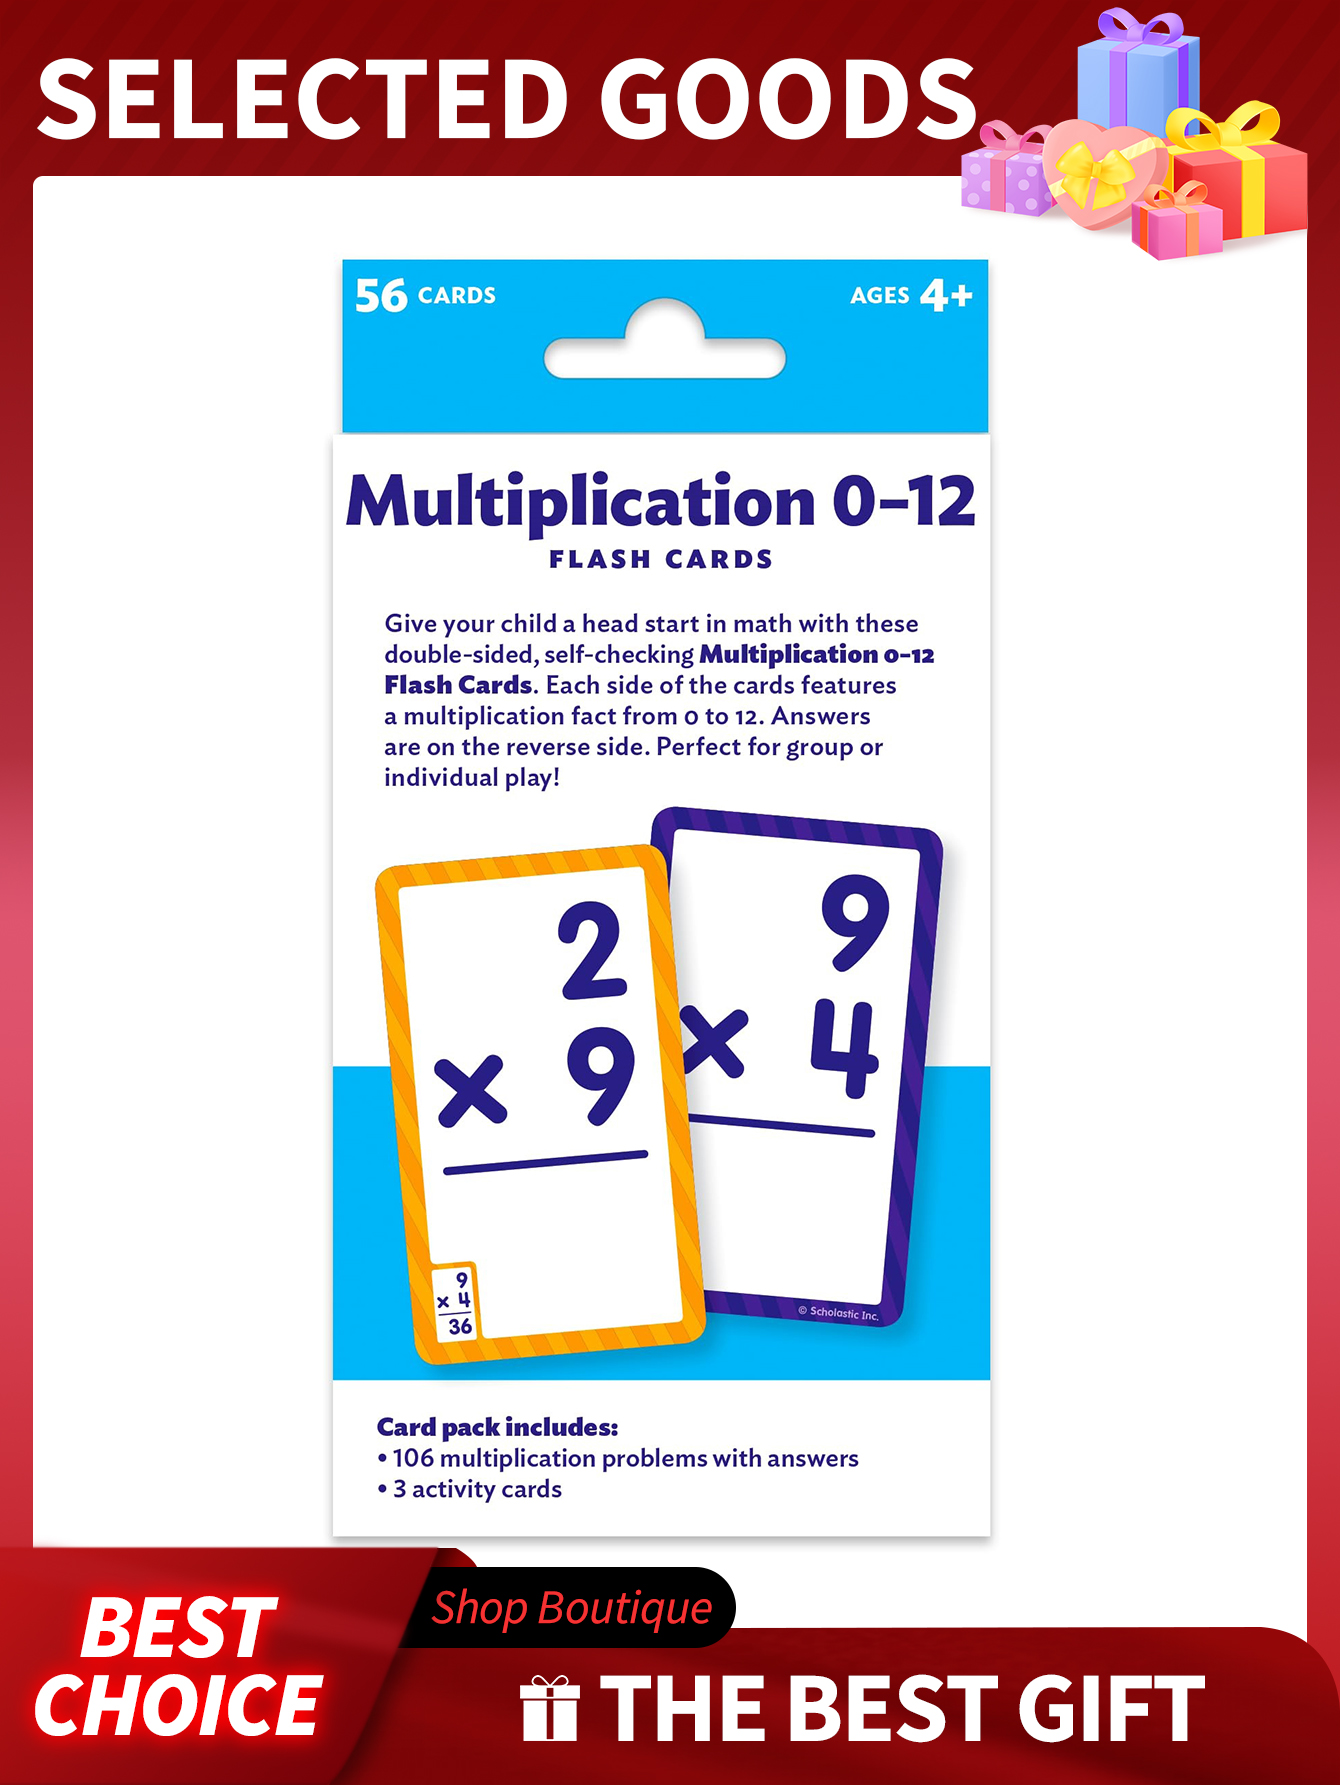 SELECTED GOODS
56 CARDS
AGES 4+
Multiplication 0–12
FLASH CARDS
Give your child a head start in math with these
double-sided, self-checking Multiplication 0–12
Flash Cards. Each side of the cards features
a multiplication fact from 0 to 12. Answers
are on the reverse side. Perfect for group or
individual play!
2
× 9
9
× 4
36
9
× 4
© Scholastic Inc.
Card pack includes:
• 106 multiplication problems with answers
• 3 activity cards
Shop Boutique
BEST
CHOICE
THE BEST GIFT